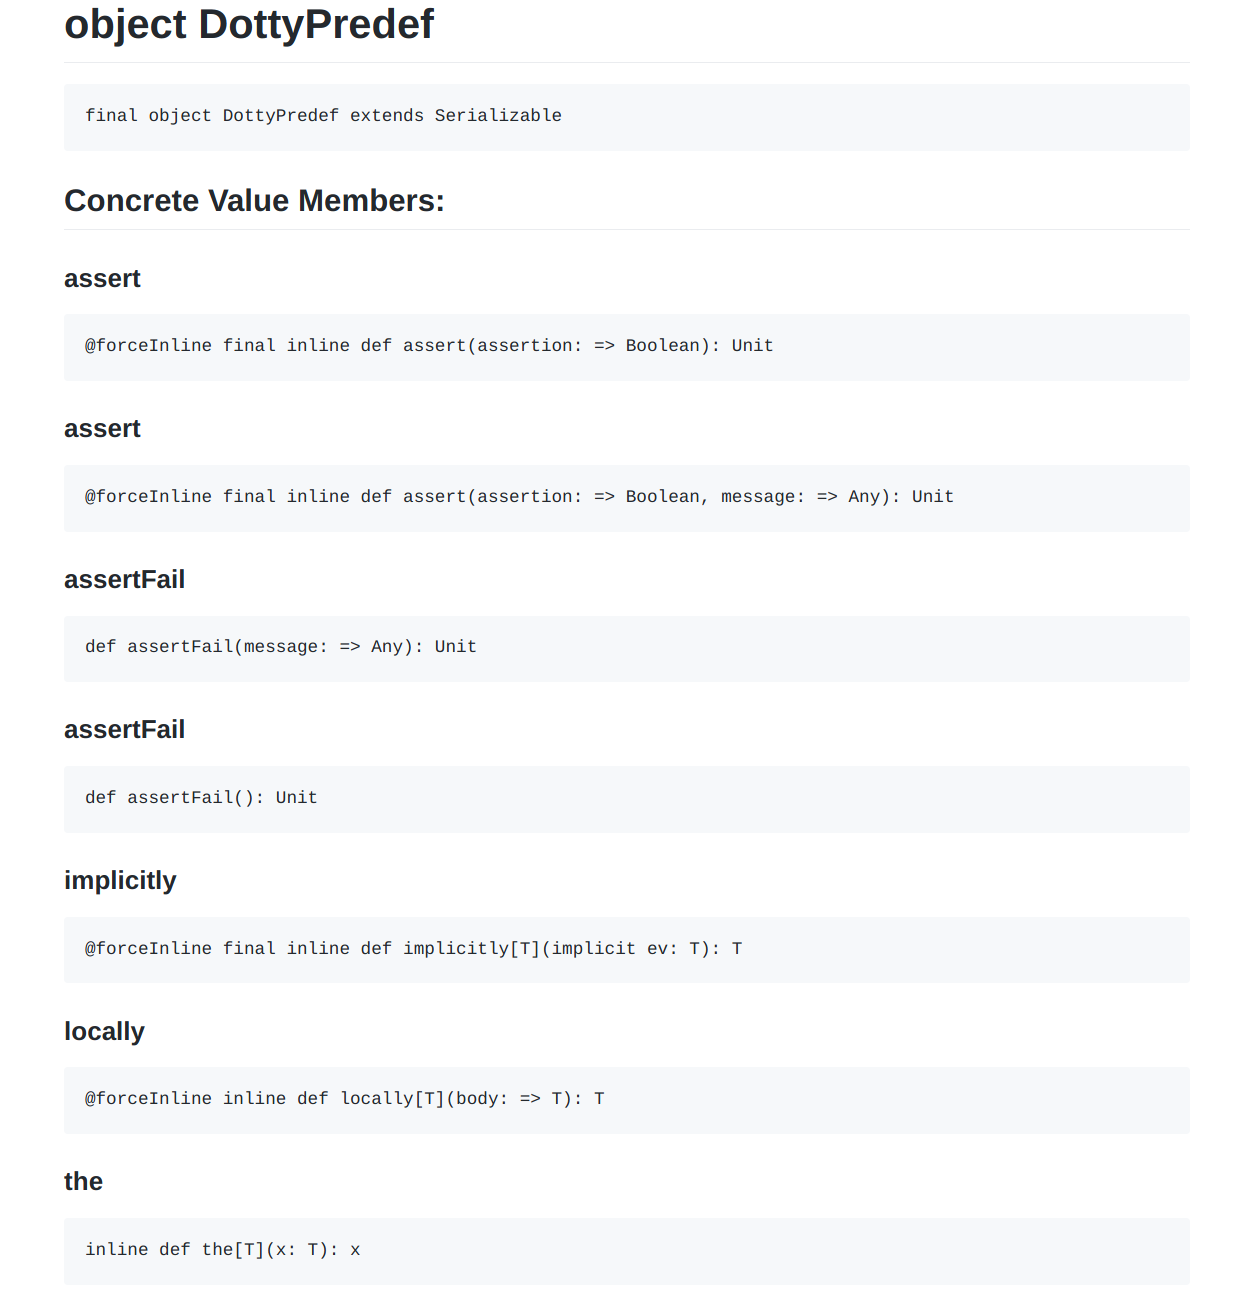 object DottyPredef
final object DottyPredef extends Serializable
Concrete Value Members:
assert
@forceInline final inline def assert(assertion: => Boolean): Unit
assert
@forceInline final inline def assert(assertion: => Boolean, message: => Any): Unit
assertFail
def assertFail(message: => Any): Unit
assertFail
def assertFail(): Unit
implicitly
@forceInline final inline def implicitly[T](implicit ev: T): T
locally
@forceInline inline def locally[T](body: => T): T
the
inline def the[T](x: T): x